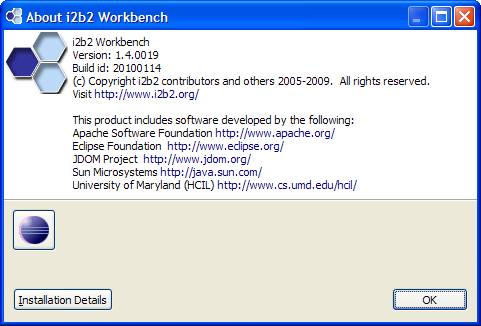 About i2b2 Workbench
i2b2 Workbench
Version: 1.4.0019
Build id: 20100114
(c) Copyright i2b2 contributors and others 2005-2009.  All rights reserved.
Visit http://www.i2b2.org/
This product includes software developed by the following:
Apache Software Foundation http://www.apache.org/
Eclipse Foundation  http://www.eclipse.org/
JDOM Project  http://www.jdom.org/
Sun Microsystems http://java.sun.com/
University of Maryland (HCIL) http://www.cs.umd.edu/hcil/
Installation Details
OK